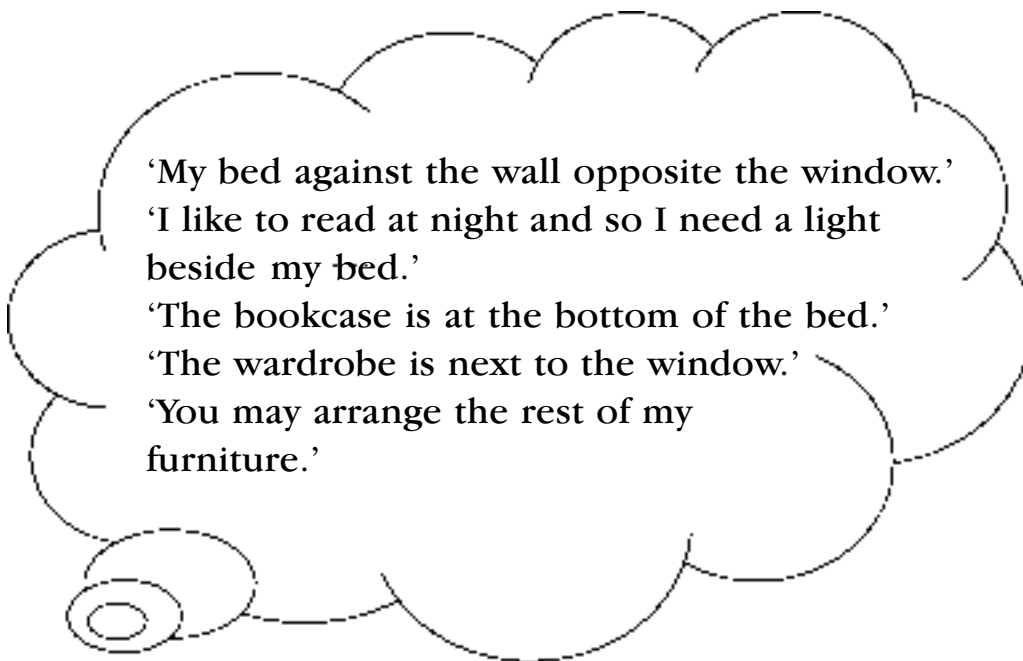 ‘My bed against the wall opposite the window.’
‘I like to read at night and so I need a light
beside my bed.’
‘The bookcase is at the bottom of the bed.’
‘The wardrobe is next to the window.’
‘You may arrange the rest of my
furniture.’